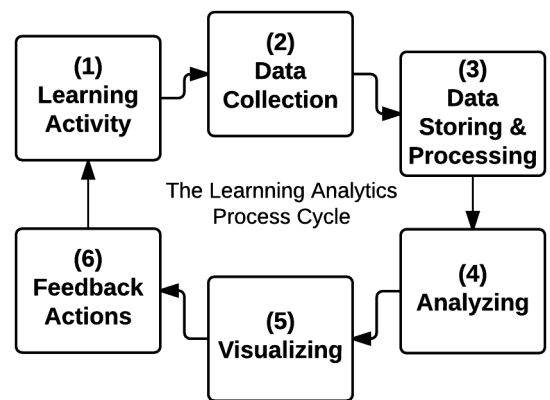 (1)
Learning
Activity
(2)
Data
Collection
(3)
Data
Storing &
Processing
The Learnning Analytics
Process Cycle
(4)
Analyzing
(5)
Visualizing
(6)
Feedback
Actions